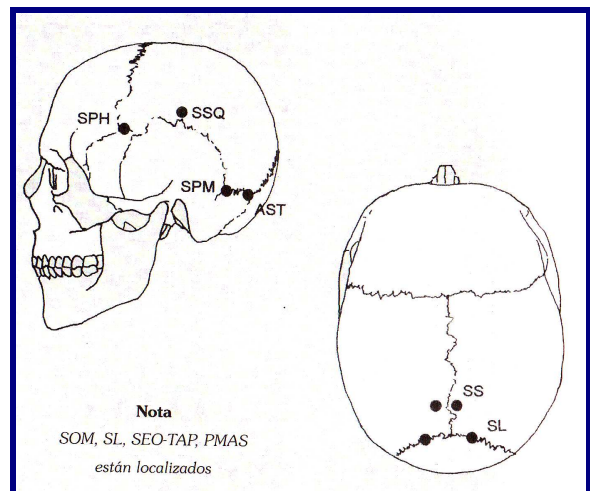 SPH
SSQ
SPM
AST
SS
SL
Nota
SOM, SL, SEO-TAP, PMAS
están localizados